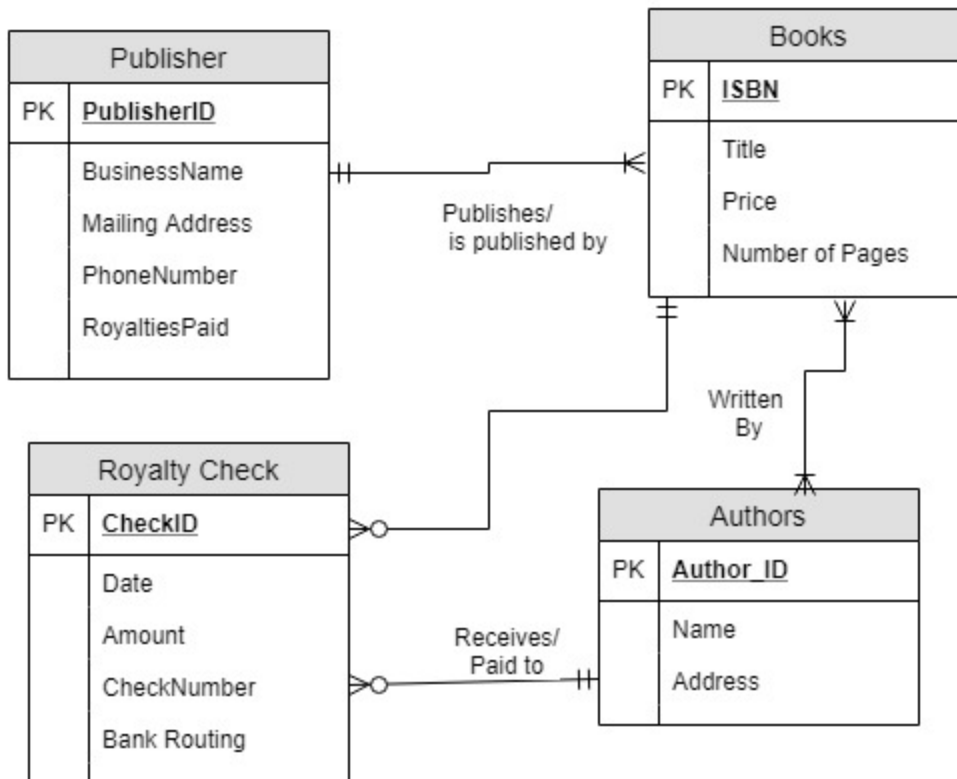 Publisher
PK PublisherID
BusinessName
Mailing Address
PhoneNumber
RoyaltiesPaid
Publishes/
is published by
Books
PK ISBN
Title
Price
Number of Pages
Written
By
Royalty Check
PK CheckID
Date
Amount
CheckNumber
Bank Routing
Receives/
Paid to
Authors
PK Author_ID
Name
Address